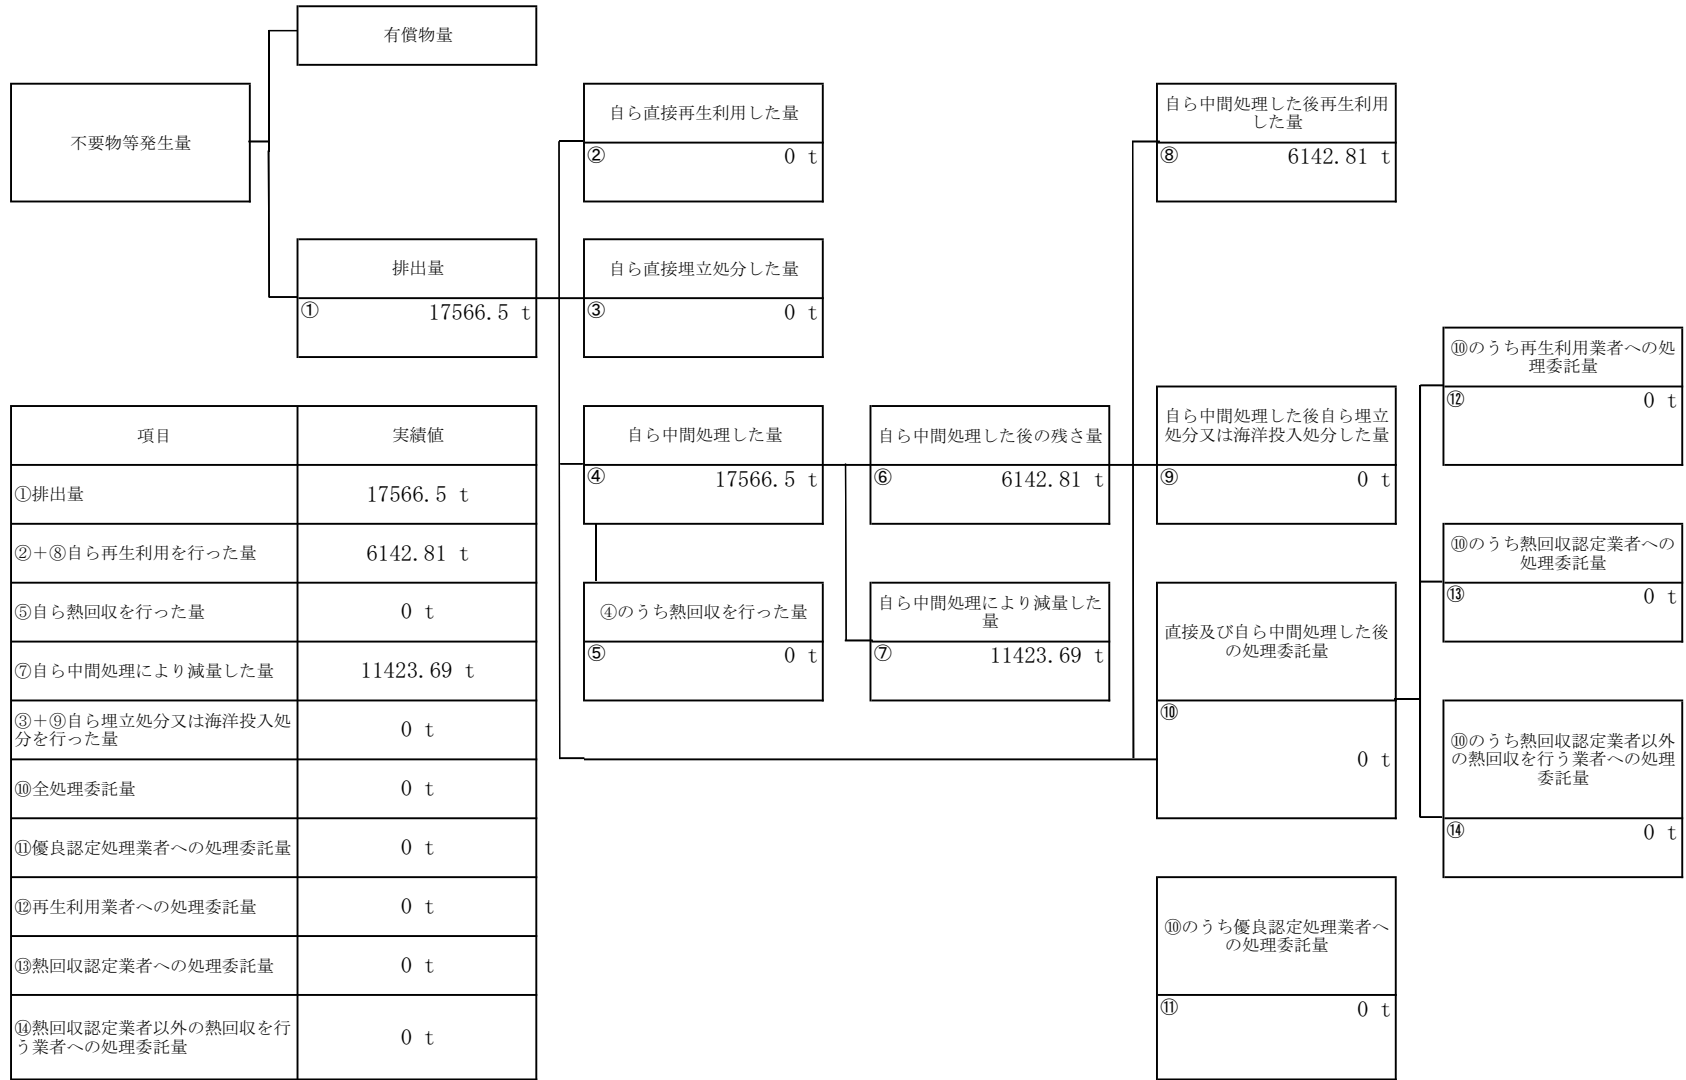 有償物量
不要物等発生量
自ら直接再生利用した量
② 0 t
自ら中間処理した後再生利用
した量
⑧ 6142.81 t
排出量
① 17566.5 t
自ら直接埋立処分した量
③ 0 t
⑩のうち再生利用業者への処
理委託量
⑫ 0 t
自ら中間処理した量
④ 17566.5 t
自ら中間処理した後の残さ量
⑥ 6142.81 t
自ら中間処理した後自ら埋立
処分又は海洋投入処分した量
⑨ 0 t
⑩のうち熱回収認定業者への
処理委託量
⑬ 0 t
④のうち熱回収を行った量
⑤ 0 t
自ら中間処理により減量した
量
⑦ 11423.69 t
直接及び自ら中間処理した後
の処理委託量
⑩
0 t
⑩のうち熱回収認定業者以外
の熱回収を行う業者への処理
委託量
⑭ 0 t
⑩のうち優良認定処理業者へ
の処理委託量
⑪ 0 t
項目 実績値
①排出量 17566.5 t
②＋⑧自ら再生利用を行った量 6142.81 t
⑤自ら熱回収を行った量 0 t
⑦自ら中間処理により減量した量 11423.69 t
③＋⑨自ら埋立処分又は海洋投入処
分を行った量 0 t
⑩全処理委託量 0 t
⑪優良認定処理業者への処理委託量 0 t
⑫再生利用業者への処理委託量 0 t
⑬熱回収認定業者への処理委託量 0 t
⑭熱回収認定業者以外の熱回収を行
う業者への処理委託量 0 t